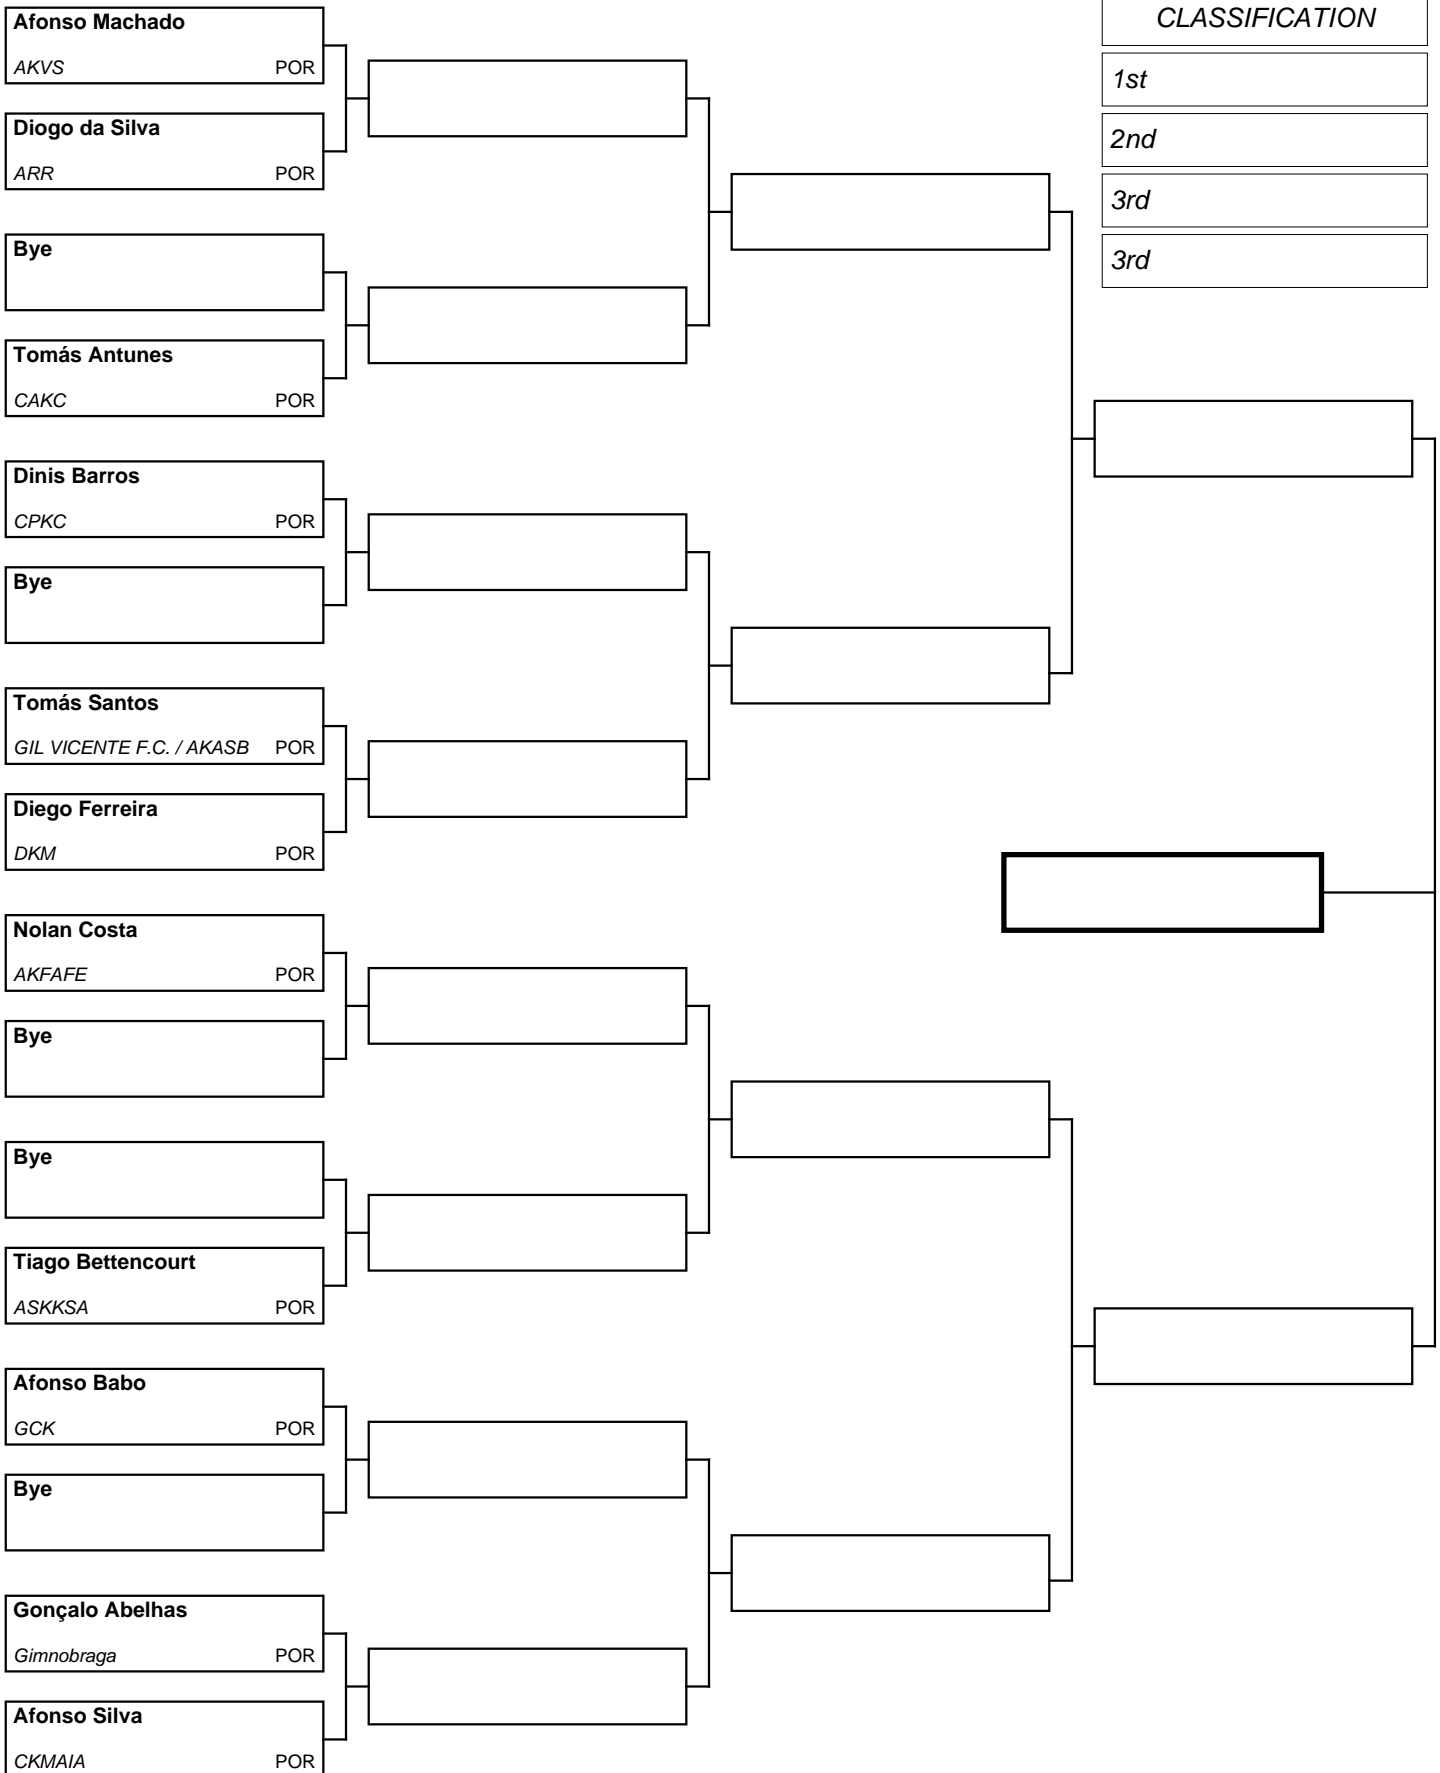 Afonso Machado
AKVS POR
Diogo da Silva
ARR POR
Bye
Tomás Antunes
CAKC POR
Dinis Barros
CPKC POR
Bye
Tomás Santos
GIL VICENTE F.C. / AKASB POR
Diego Ferreira
DKM POR
Nolan Costa
AKFAFE POR
Bye
Bye
Tiago Bettencourt
ASKKSA POR
Afonso Babo
GCK POR
Bye
Gonçalo Abelhas
Gimnobraga POR
Afonso Silva
CKMAIA POR
CLASSIFICATION
1st
2nd
3rd
3rd